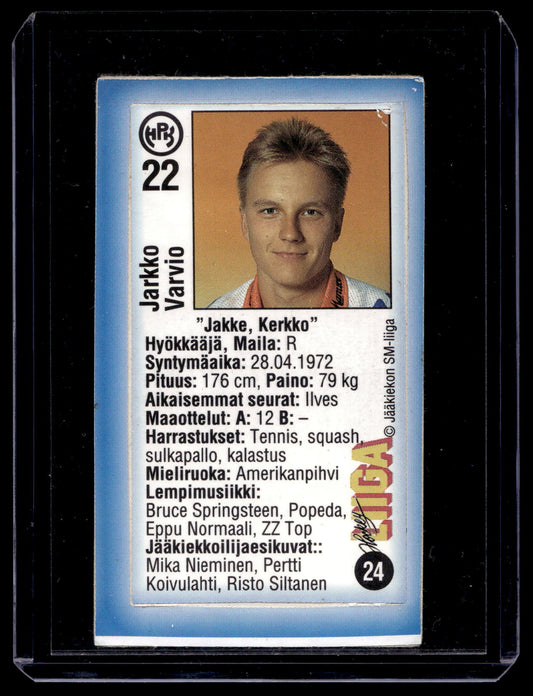 HPK
22
Jarkko
Varvio
"Jakke, Kerkko"
Hyökkääjä, Maila: R
Syntymäaika: 28.04.1972
Pituus: 176 cm, Paino: 79 kg
Aikaisemmat seurat: Ilves
Maaottelut: A: 12 B: –
Harrastukset: Tennis, squash,
sulkapallo, kalastus
Mieliruoka: Amerikanpihvi
Lempimusiikki:
Bruce Springsteen, Popeda,
Eppu Normaali, ZZ Top
Jääkiekkoilijaesikuvat::
Mika Nieminen, Pertti
Koivulahti, Risto Siltanen
© Jääkiekon SM-liiga
Hockey
LIIGA
24